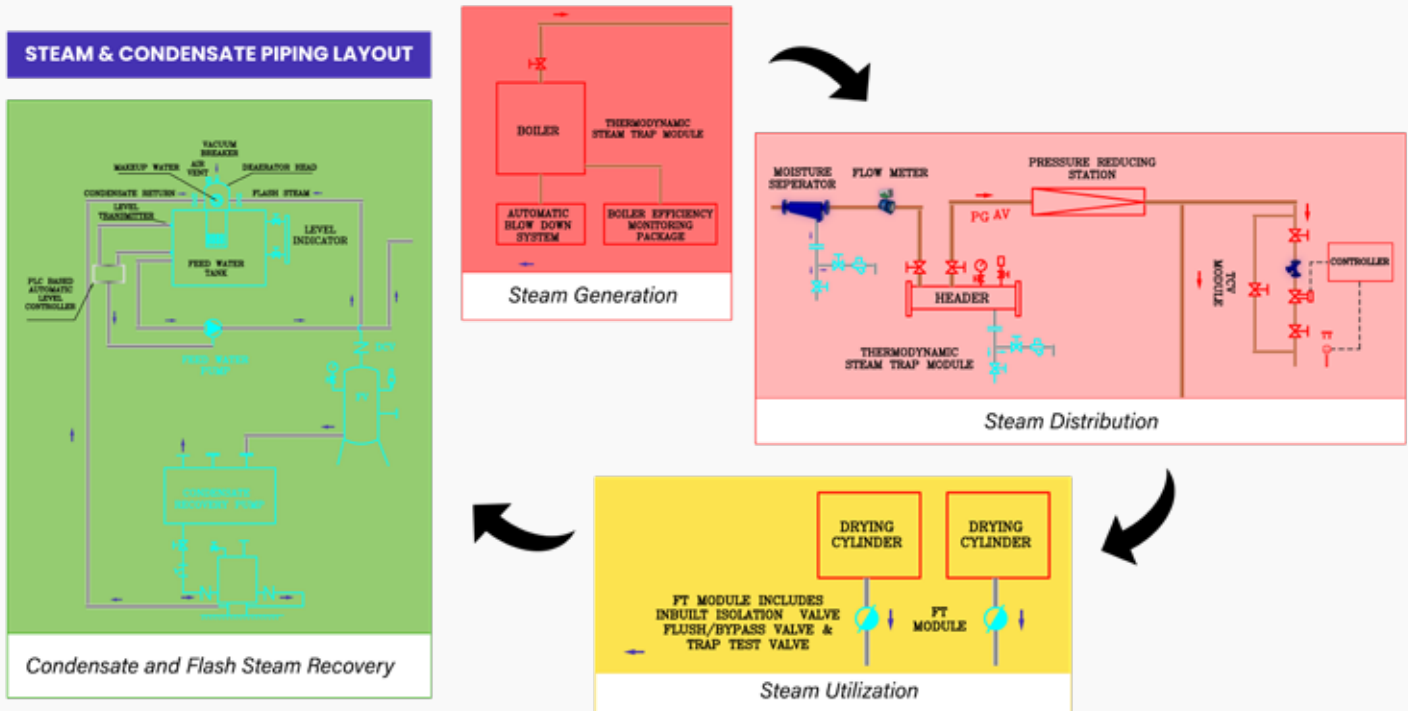 STEAM & CONDENSATE PIPING LAYOUT
VACUUM
BREAKER
MAKEUP WATER
AIR
VENT
DEAERATOR HEAD
CONDENSATE RETURN
FLASH STEAM
LEVEL
TRANSMITTER
LEVEL
INDICATOR
FEED WATER
TANK
PLC BASED
AUTOMATIC
LEVEL
CONTROLLER
FEED WATER
PUMP
CONDENSATE
RECOVERY PUMP
Condensate and Flash Steam Recovery
BOILER
THERMODYNAMIC
STEAM TRAP MODULE
AUTOMATIC
BLOW DOWN
SYSTEM
BOILER EFFICIENCY
MONITORING
PACKAGE
Steam Generation
MOISTURE
SEPERATOR
FLOW METER
PRESSURE REDUCING
STATION
PG AV
HEADER
THERMODYNAMIC
STEAM TRAP MODULE
TCV
MODULE
CONTROLLER
TT
Steam Distribution
DRYING
CYLINDER
DRYING
CYLINDER
FT MODULE INCLUDES
INBUILT ISOLATION VALVE
FLUSH/BYPASS VALVE &
TRAP TEST VALVE
FT
MODULE
Steam Utilization